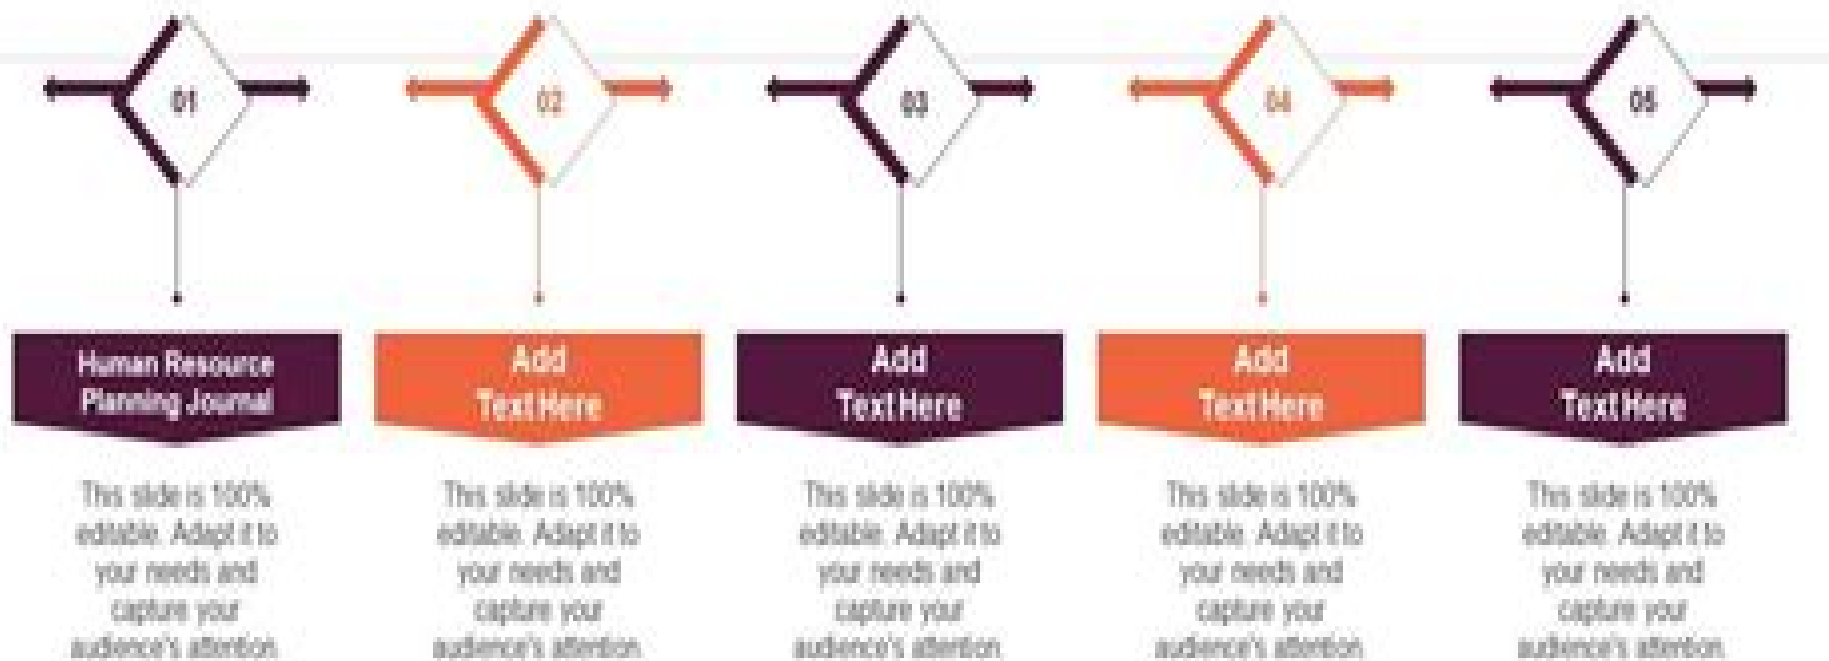 01
02
03
04
05
Human Resource
Planning Journal
Add
Text Here
Add
Text Here
Add
Text Here
Add
Text Here
This slide is 100%
editable. Adapt it to
your needs and
capture your
audience's attention.
This slide is 100%
editable. Adapt it to
your needs and
capture your
audience's attention.
This slide is 100%
editable. Adapt it to
your needs and
capture your
audience's attention.
This slide is 100%
editable. Adapt it to
your needs and
capture your
audience's attention.
This slide is 100%
editable. Adapt it to
your needs and
capture your
audience's attention.